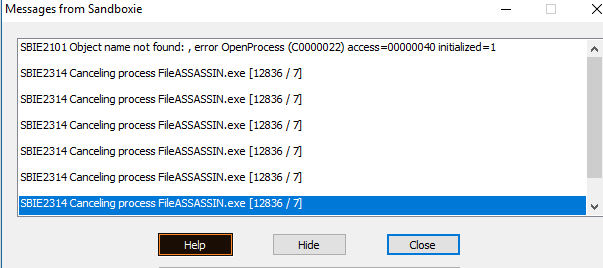 Messages from Sandboxie
SBIE2101 Object name not found: , error OpenProcess (C0000022) access=00000040 initialized=1
SBIE2314 Canceling process FileASSASSIN.exe [12836 / 7]
SBIE2314 Canceling process FileASSASSIN.exe [12836 / 7]
SBIE2314 Canceling process FileASSASSIN.exe [12836 / 7]
SBIE2314 Canceling process FileASSASSIN.exe [12836 / 7]
SBIE2314 Canceling process FileASSASSIN.exe [12836 / 7]
SBIE2314 Canceling process FileASSASSIN.exe [12836 / 7]
Help Hide Close